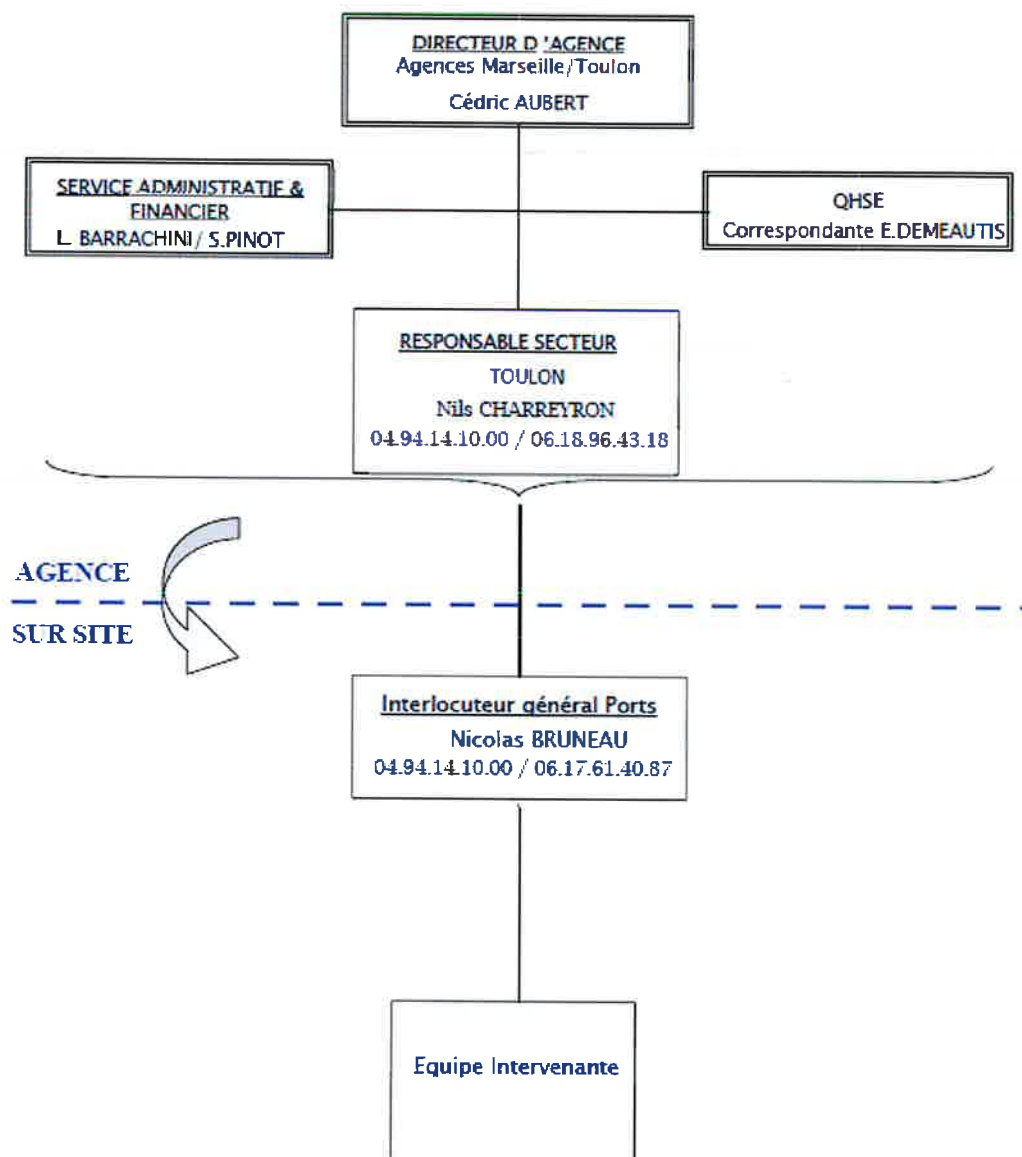 DIRECTEUR D 'AGENCE
Agences Marseille/Toulon
Cédric AUBERT
SERVICE ADMINISTRATIF &
FINANCIER
L. BARRACHINI/ S.PINOT
QHSE
Correspondante E.DEMEAUTIS
RESPONSABLE SECTEUR
TOULON
Nils CHARREYRON
04.94.14.10.00 / 06.18.96.43.18
AGENCE
SUR SITE
Interlocuteur général Ports
Nicolas BRUNEAU
04.94.14.10.00 / 06.17.61.40.87
Equipe Intervenante